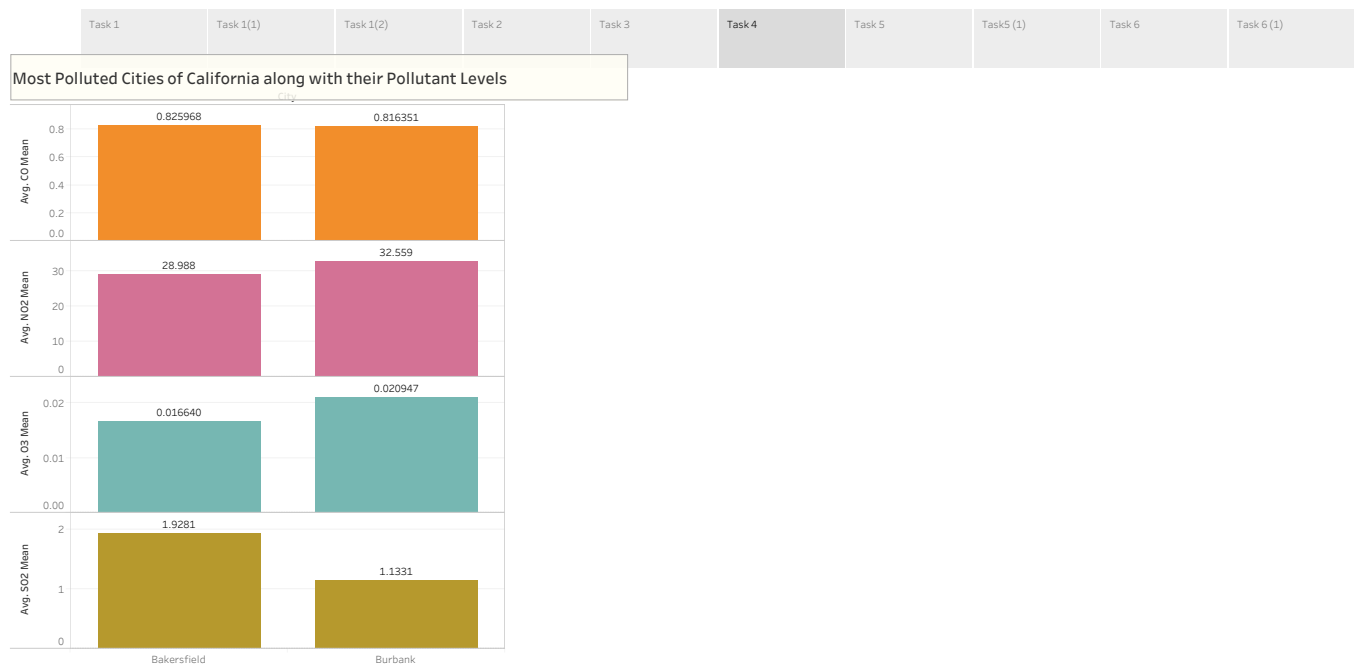 Task 1
Task 1(1)
Task 1(2)
Task 2
Task 3
Task 4
Task 5
Task5 (1)
Task 6
Task 6 (1)
Most Polluted Cities of California along with their Pollutant Levels
City
Avg. CO Mean
0.8
0.6
0.4
0.2
0.0
0.825968
0.816351
Avg. NO2 Mean
30
20
10
0
28.988
32.559
Avg. O3 Mean
0.02
0.01
0.00
0.016640
0.020947
Avg. SO2 Mean
2
1
0
1.9281
1.1331
Bakersfield
Burbank